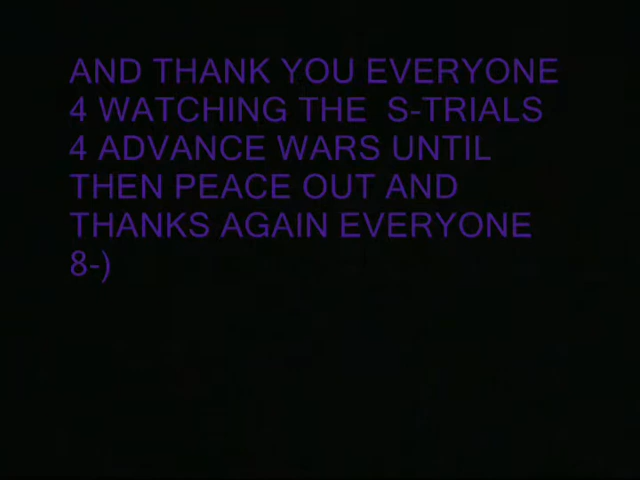 AND THANK YOU EVERYONE
4 WATCHING THE  S-TRIALS
4 ADVANCE WARS UNTIL
THEN PEACE OUT AND
THANKS AGAIN EVERYONE
8-)